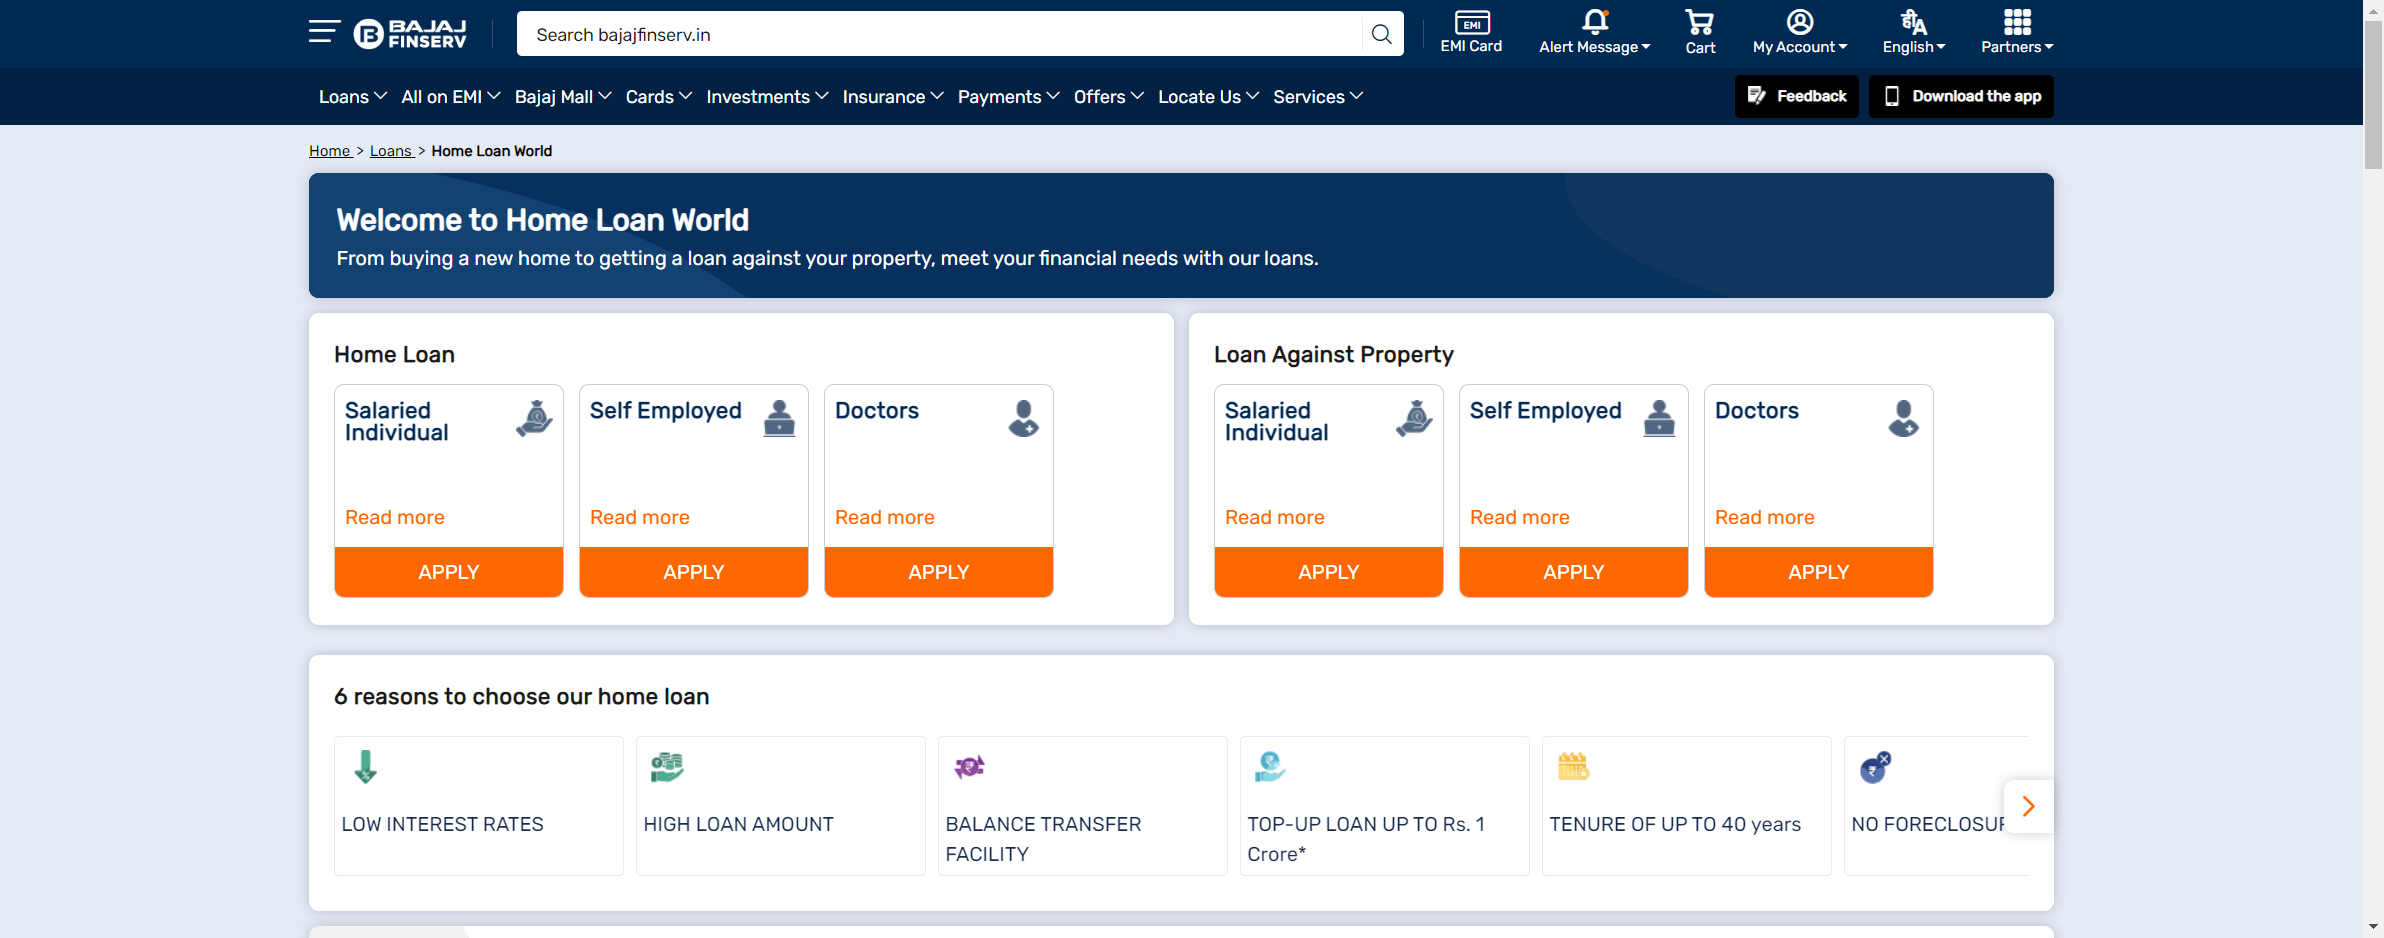 BAJAJ
FINSERV
Search bajajfinserv.in
EMI
EMI Card
Alert Message
Cart
My Account
हीA
English
Partners
Loans All on EMI Bajaj Mall Cards Investments Insurance Payments Offers Locate Us Services
Feedback
Download the app
Home > Loans > Home Loan World
Welcome to Home Loan World
From buying a new home to getting a loan against your property, meet your financial needs with our loans.
Home Loan
Salaried
Individual
Read more
APPLY
Self Employed
Read more
APPLY
Doctors
Read more
APPLY
Loan Against Property
Salaried
Individual
Read more
APPLY
Self Employed
Read more
APPLY
Doctors
Read more
APPLY
6 reasons to choose our home loan
LOW INTEREST RATES
HIGH LOAN AMOUNT
BALANCE TRANSFER
FACILITY
TOP-UP LOAN UP TO Rs. 1
Crore*
TENURE OF UP TO 40 years
NO FORECLOSUR